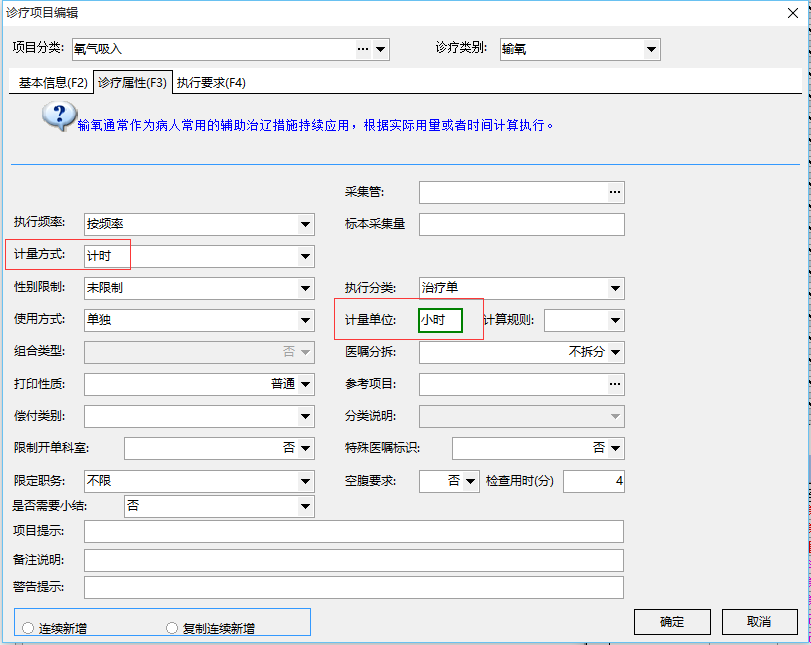 诊疗项目编辑
项目分类: 氧气吸入 ... 诊疗类别: 输氧
基本信息(F2) 诊疗属性(F3) 执行要求(F4)
输氧通常作为病人常用的辅助治辽措施持续应用，根据实际用量或者时间计算执行。
采集管: ...
执行频率: 按频率 标本采集量
计量方式: 计时
性别限制: 未限制 执行分类: 治疗单
使用方式: 单独 计量单位: 小时 计算规则:
组合类型: 否 医嘱分拆: 不拆分
打印性质: 普通 参考项目: ...
偿付类别: 分类说明:
限制开单科室: 否 特殊医嘱标识: 否
限定职务: 不限 空腹要求: 否 检查用时(分) 4
是否需要小结: 否
项目提示:
备注说明:
警告提示:
连续新增 复制连续新增 确定 取消